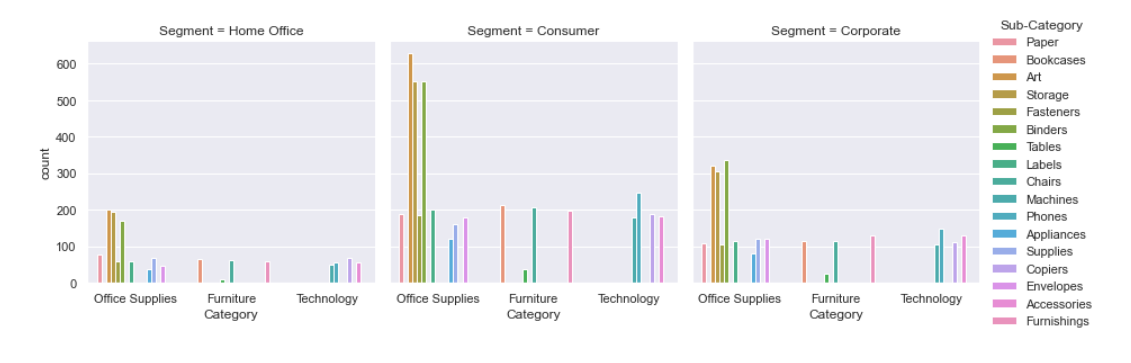 Segment = Home Office
Segment = Consumer
Segment = Corporate
Sub-Category
Paper
Bookcases
Art
Storage
Fasteners
Binders
Tables
Labels
Chairs
Machines
Phones
Appliances
Supplies
Copiers
Envelopes
Accessories
Furnishings
count
600
500
400
300
200
100
0
Office Supplies Furniture Technology
Category
Office Supplies Furniture Technology
Category
Office Supplies Furniture Technology
Category